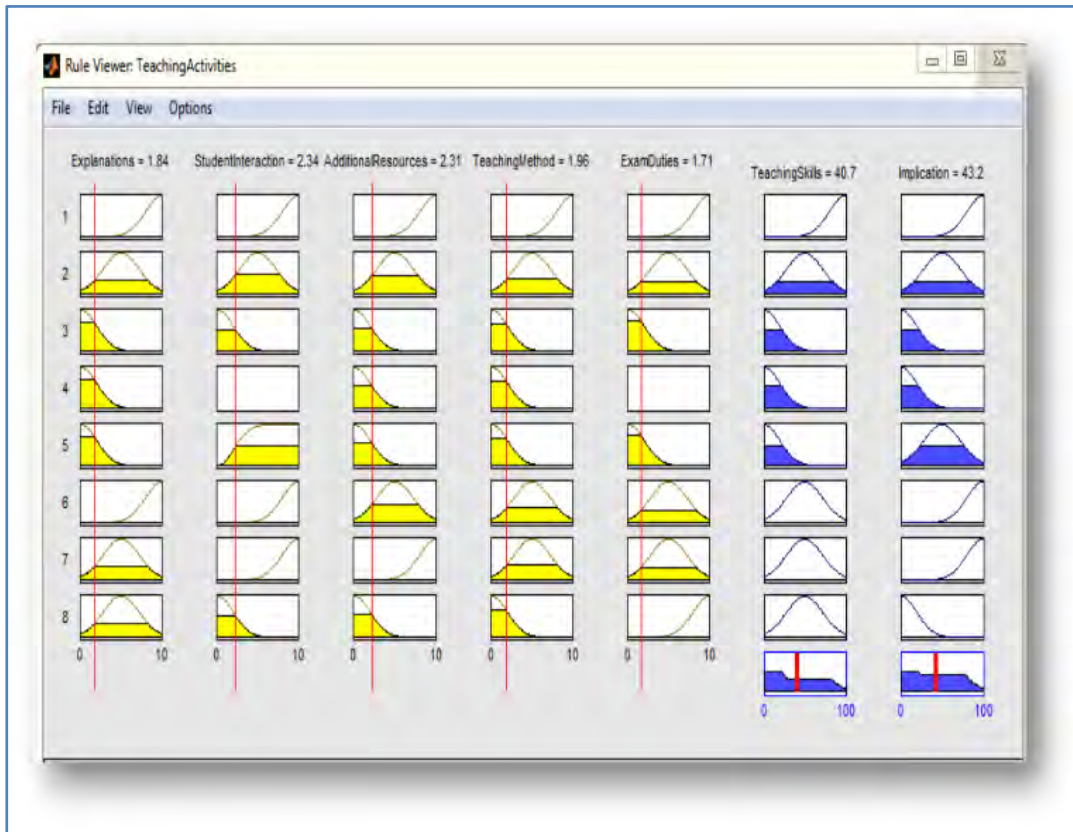 Rule Viewer: TeachingActivities
File Edit View Options
Explanations = 1.84 StudentInteraction = 2.34 AdditionalResources = 2.31 TeachingMethod = 1.96 ExamDuties = 1.71
TeachingSkills = 40.7 Implication = 43.2
1
2
3
4
5
6
7
8
0 10 0 10 0 10 0 10 0 10
0 100 0 100